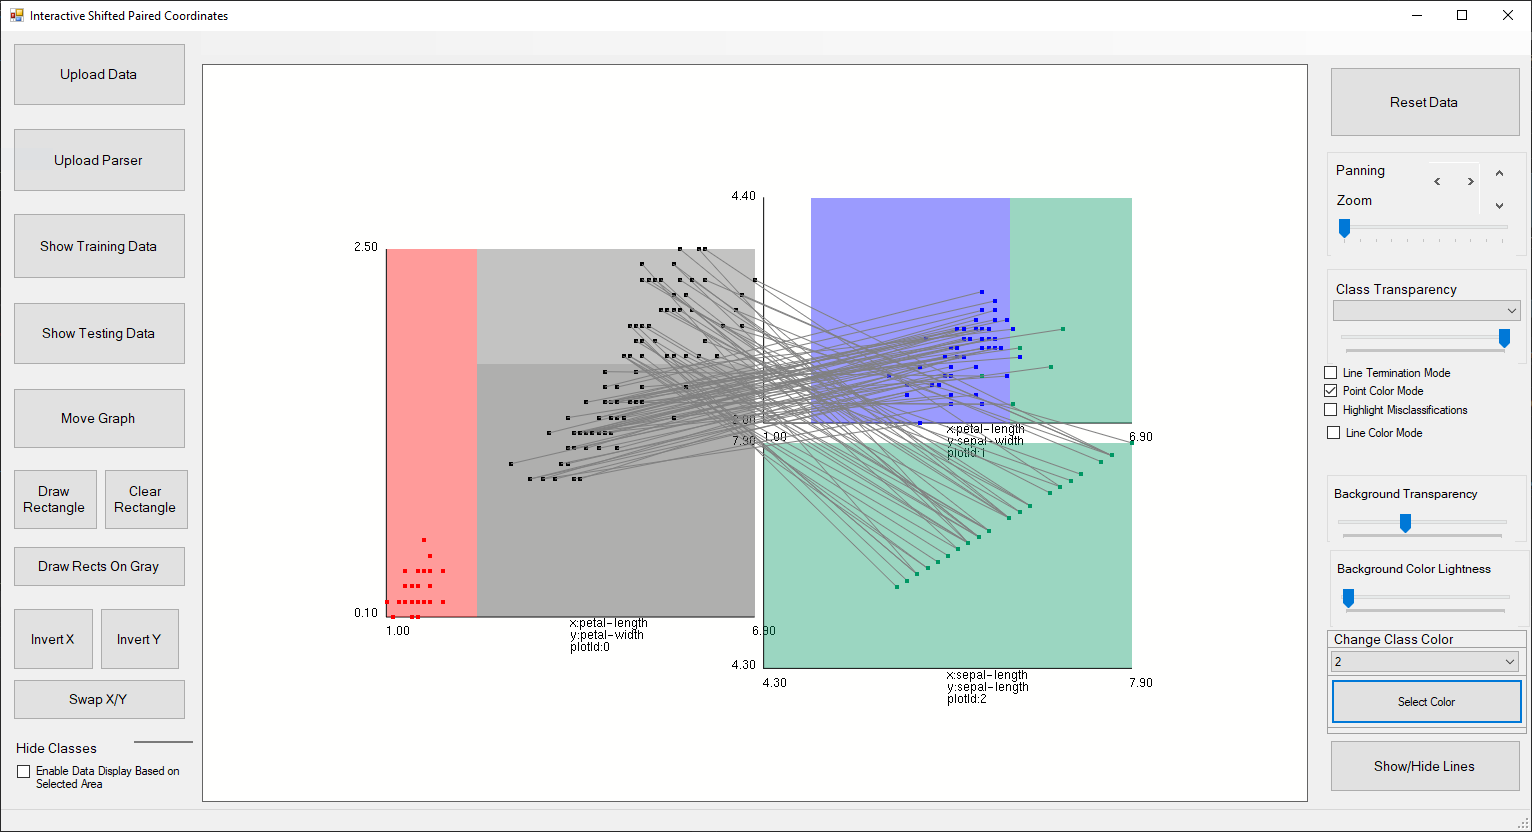 Interactive Shifted Paired Coordinates
Upload Data
Upload Parser
Show Training Data
Show Testing Data
Move Graph
Draw
Rectangle
Clear
Rectangle
Draw Rects On Gray
Invert X
Invert Y
Swap X/Y
Hide Classes
Enable Data Display Based on
Selected Area
2.50
0.10
1.00
6.90
x:petal-length
y:petal-width
plotId:0
4.40
2.00
1.00
6.90
x:petal-length
y:sepal-width
plotId:1
7.90
4.30
4.30
7.90
x:sepal-length
y:sepal-length
plotId:2
Reset Data
Panning
Zoom
Class Transparency
Line Termination Mode
Point Color Mode
Highlight Misclassifications
Line Color Mode
Background Transparency
Background Color Lightness
Change Class Color
2
Select Color
Show/Hide Lines